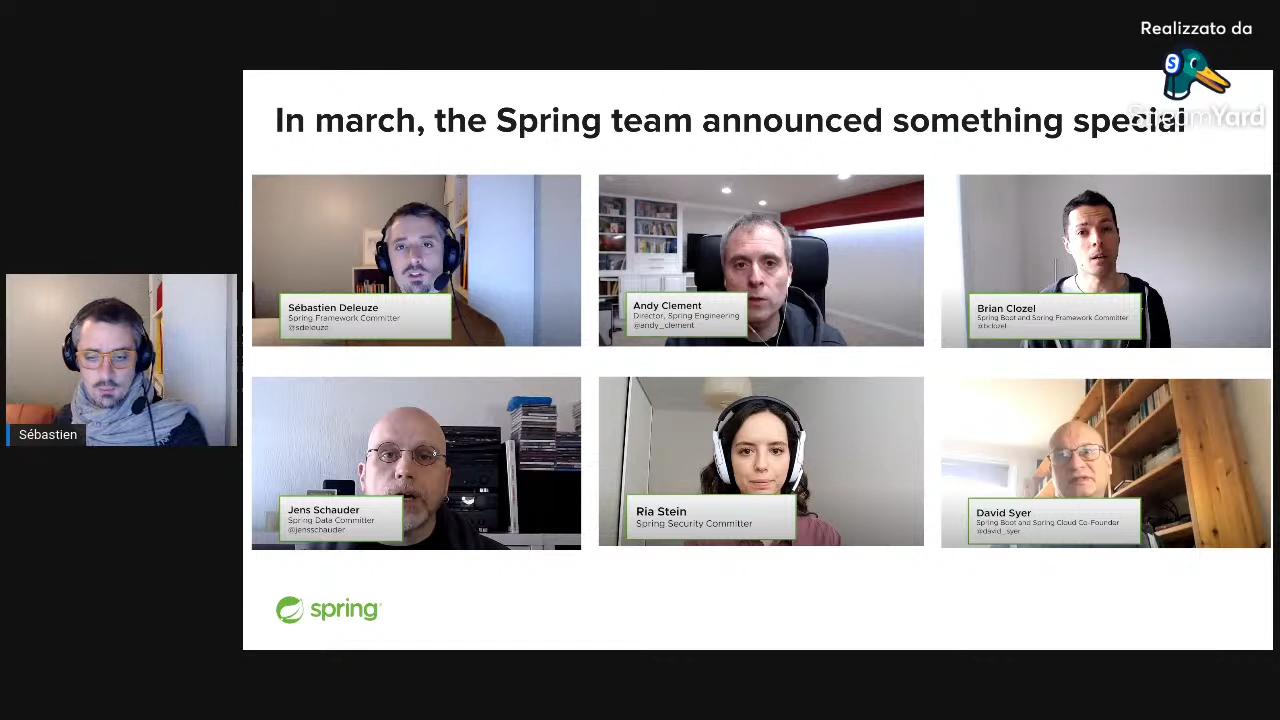 Realizzato da
StreamYard
In march, the Spring team announced something special
Sébastien Deleuze
Spring Framework Committer
@sdeleuze
Andy Clement
Director, Spring Engineering
@andy_clement
Brian Clozel
Spring Boot and Spring Framework Committer
@bclozel
Sébastien
Jens Schauder
Spring Data Committer
@jensschauder
Ria Stein
Spring Security Committer
David Syer
Spring Boot and Spring Cloud Co-Founder
@david_syer
spring